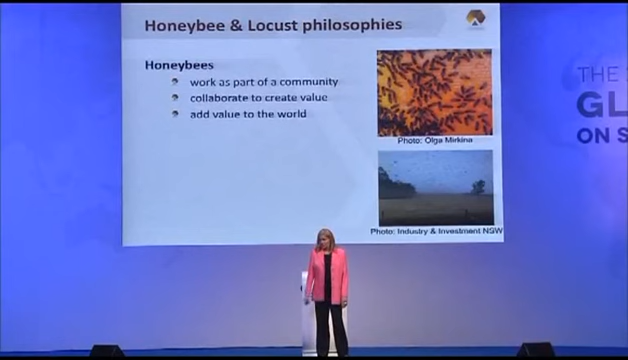 Honeybee & Locust philosophies
Honeybees
work as part of a community
collaborate to create value
add value to the world
Photo: Olga Mirkina
Photo: Industry & Investment NSW
THE
GL
ON S